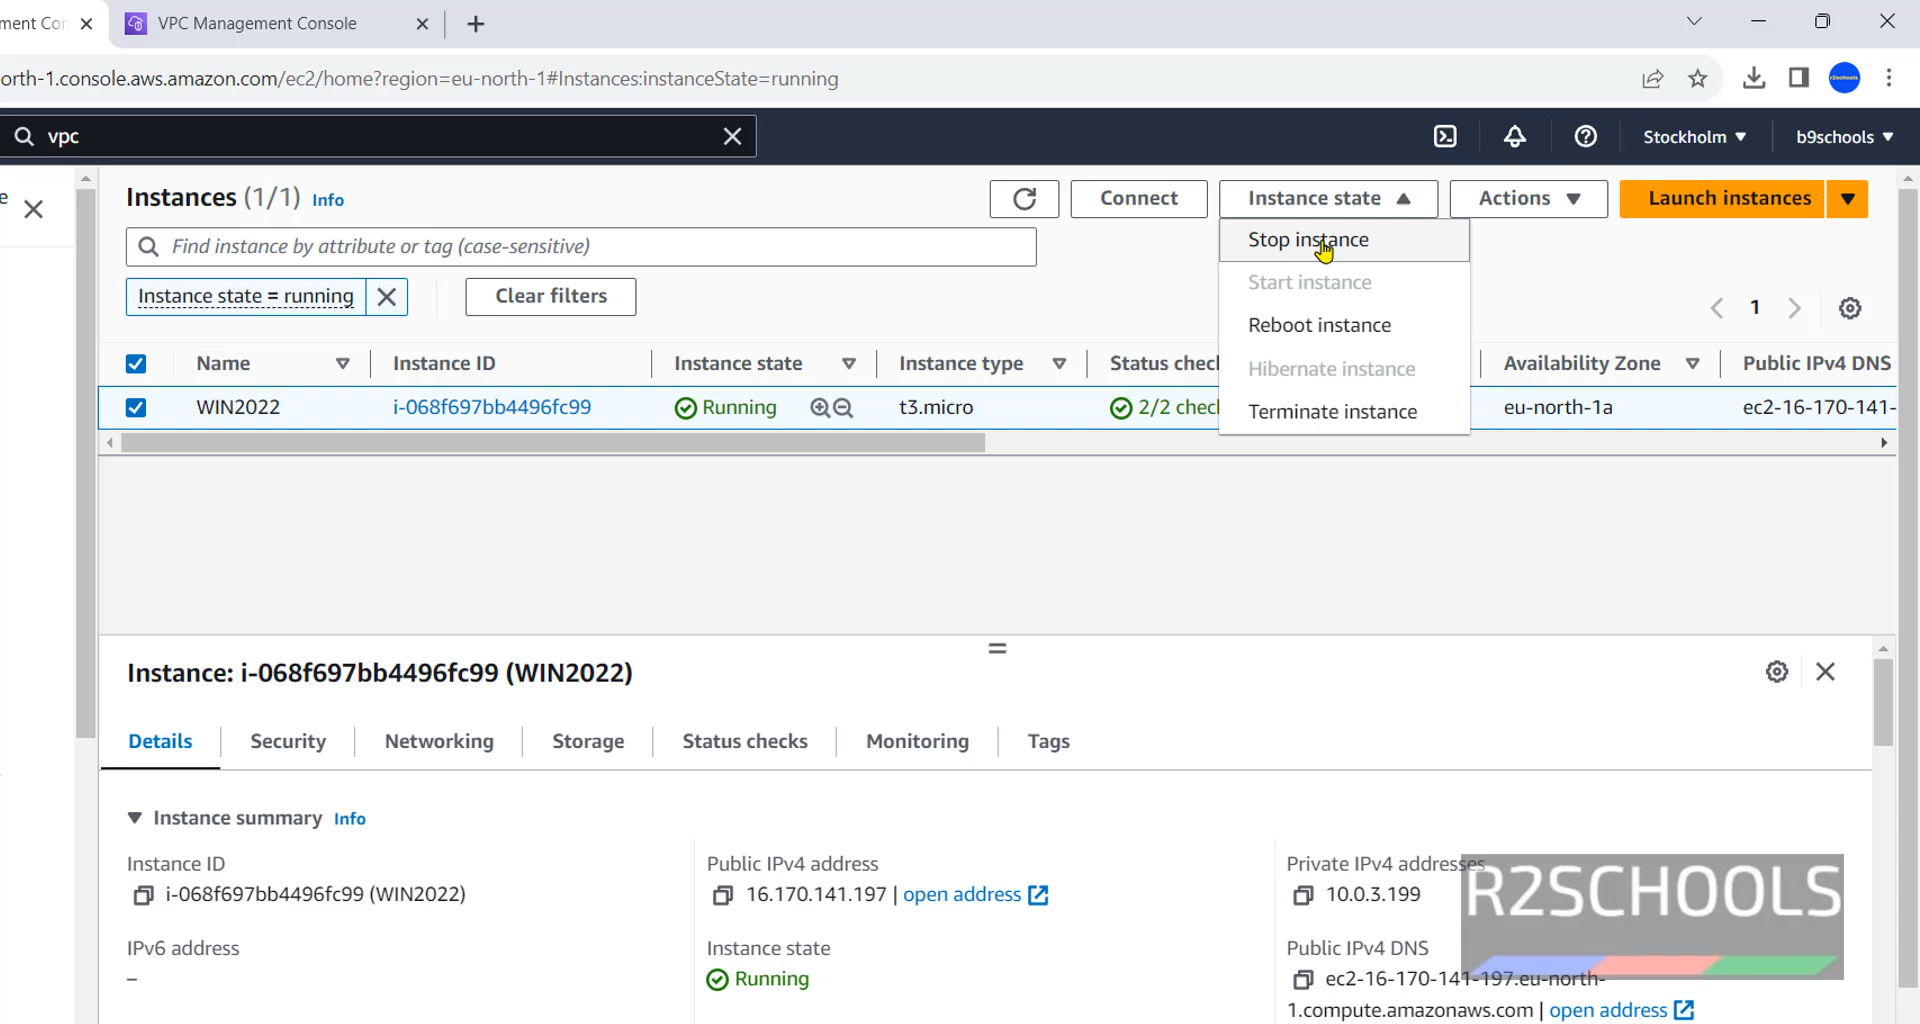 ment Con
VPC Management Console
orth-1.console.aws.amazon.com/ec2/home?region=eu-north-1#Instances:instanceState=running
vpc
Stockholm
b9schools
e
Instances (1/1) Info
Connect
Instance state
Actions
Launch instances
Find instance by attribute or tag (case-sensitive)
Stop instance
Start instance
Reboot instance
Hibernate instance
Terminate instance
Instance state = running
Clear filters
1
Name
Instance ID
Instance state
Instance type
Status check
Availability Zone
Public IPv4 DNS
WIN2022
i-068f697bb4496fc99
Running
t3.micro
2/2 chec
eu-north-1a
ec2-16-170-141-
Instance: i-068f697bb4496fc99 (WIN2022)
Details
Security
Networking
Storage
Status checks
Monitoring
Tags
Instance summary Info
Instance ID
i-068f697bb4496fc99 (WIN2022)
Public IPv4 address
16.170.141.197 | open address
Private IPv4 addresses
10.0.3.199
R2SCHOOLS
IPv6 address
–
Instance state
Running
Public IPv4 DNS
ec2-16-170-141-197.eu-north-
1.compute.amazonaws.com | open address